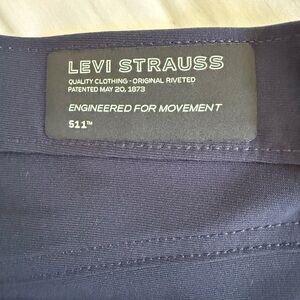 LEVI STRAUSS
QUALITY CLOTHING - ORIGINAL RIVETED
PATENTED MAY 20, 1873
ENGINEERED FOR MOVEMENT
511™